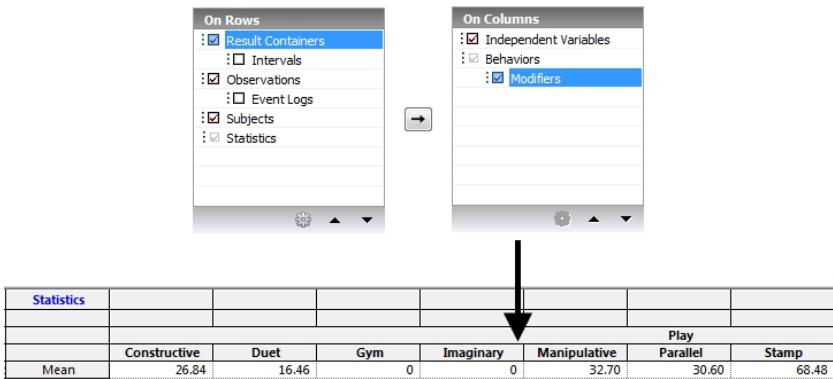 On Rows
Result Containers
Intervals
Observations
Event Logs
Subjects
Statistics
On Columns
Independent Variables
Behaviors
Modifiers
Statistics
Play
Constructive Duet Gym Imaginary Manipulative Parallel Stamp
Mean 26.84 16.46 0 0 32.70 30.60 68.48